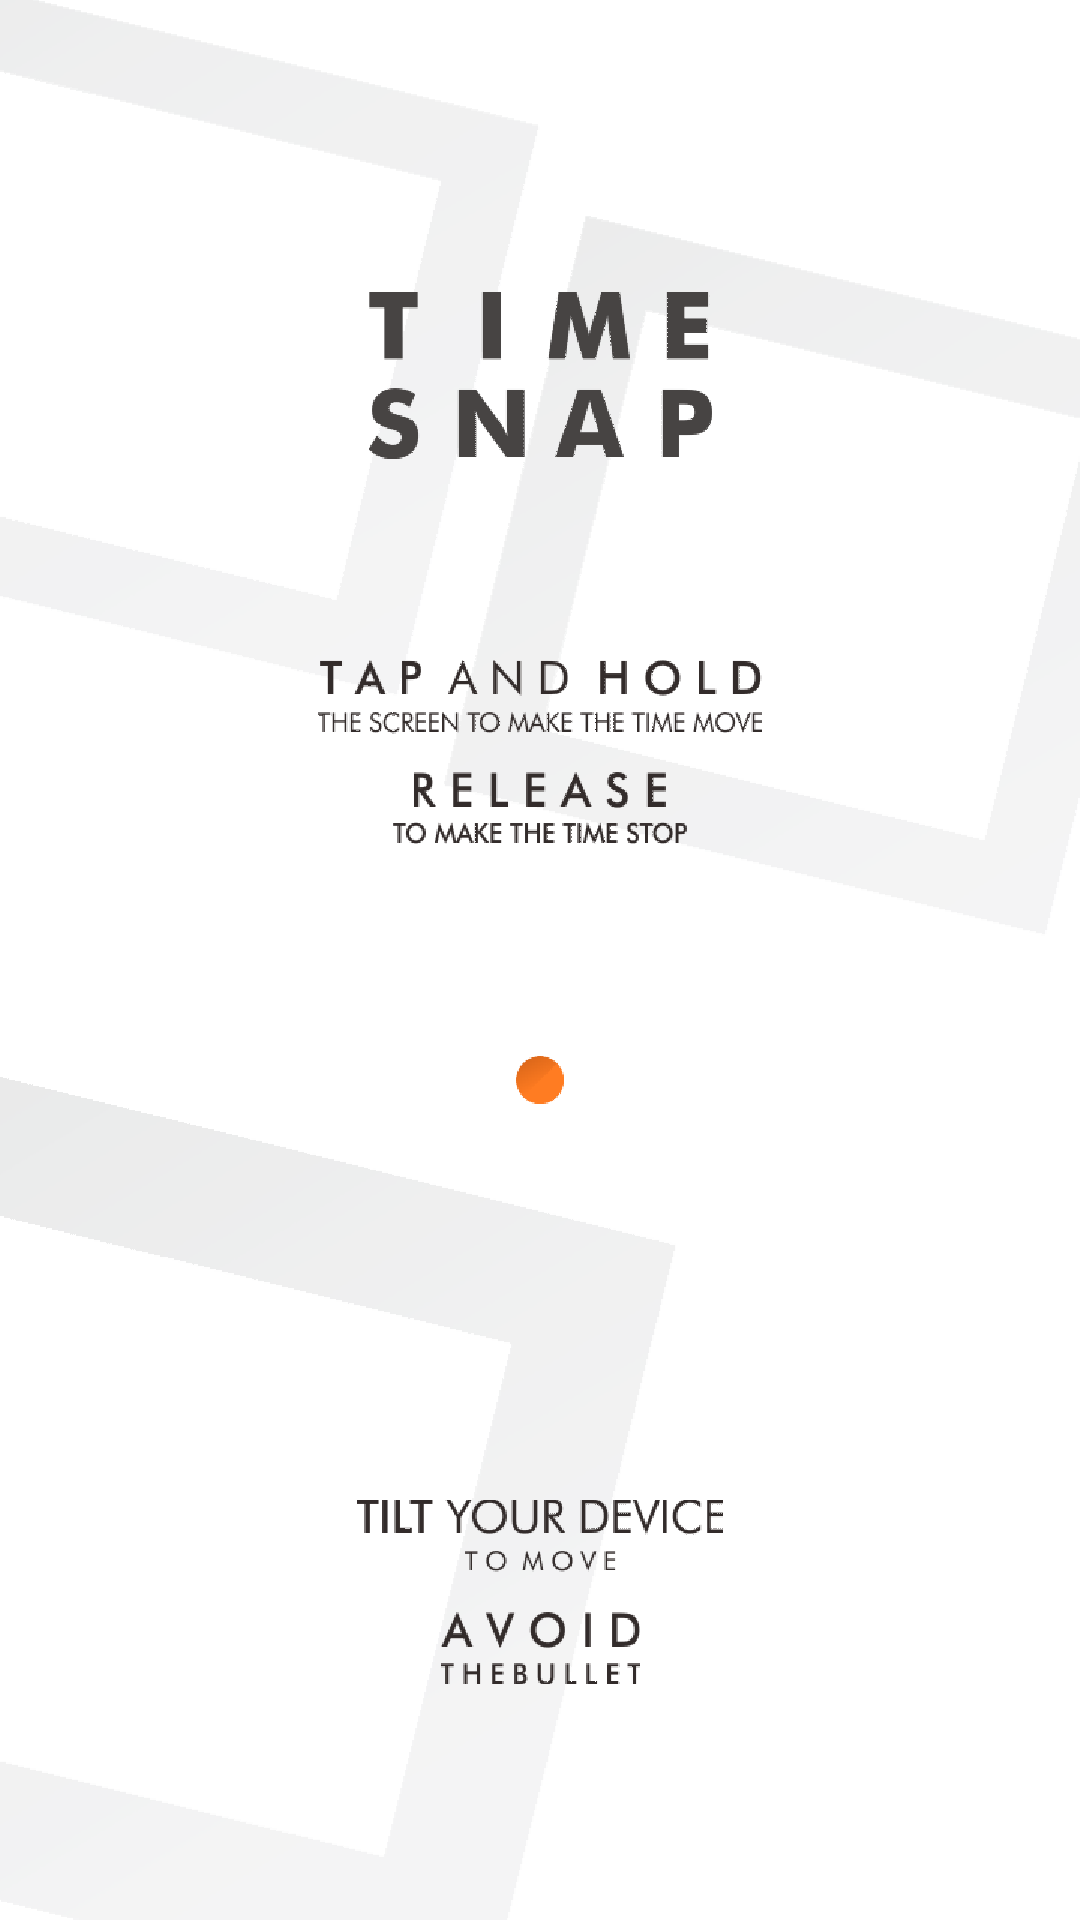 TIME
SNAP
TAP AND HOLD
THE SCREEN TO MAKE THE TIME MOVE
RELEASE
TO MAKE THE TIME STOP
TILT YOUR DEVICE
TO MOVE
AVOID
THEBULLET